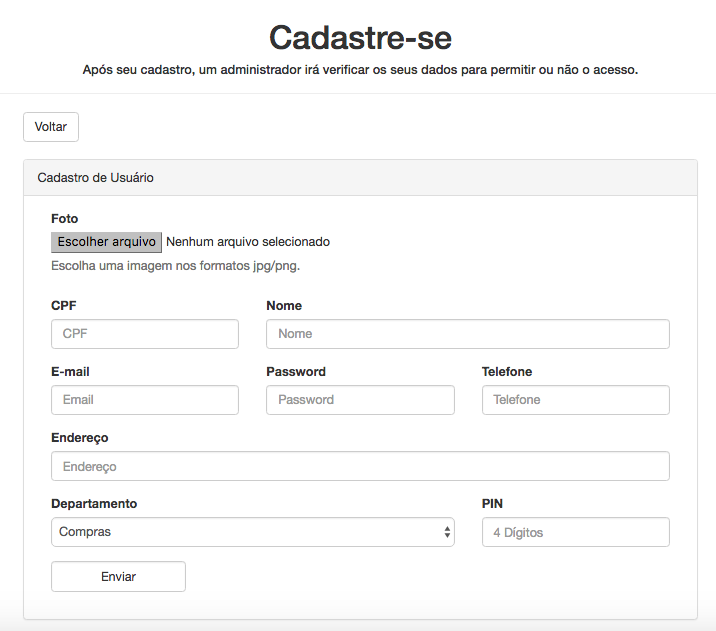 Cadastre-se
Após seu cadastro, um administrador irá verificar os seus dados para permitir ou não o acesso.
Voltar
Cadastro de Usuário
Foto
Escolher arquivo Nenhum arquivo selecionado
Escolha uma imagem nos formatos jpg/png.
CPF Nome
CPF Nome
E-mail Password Telefone
Email Password Telefone
Endereço
Endereço
Departamento PIN
Compras 4 Dígitos
Enviar